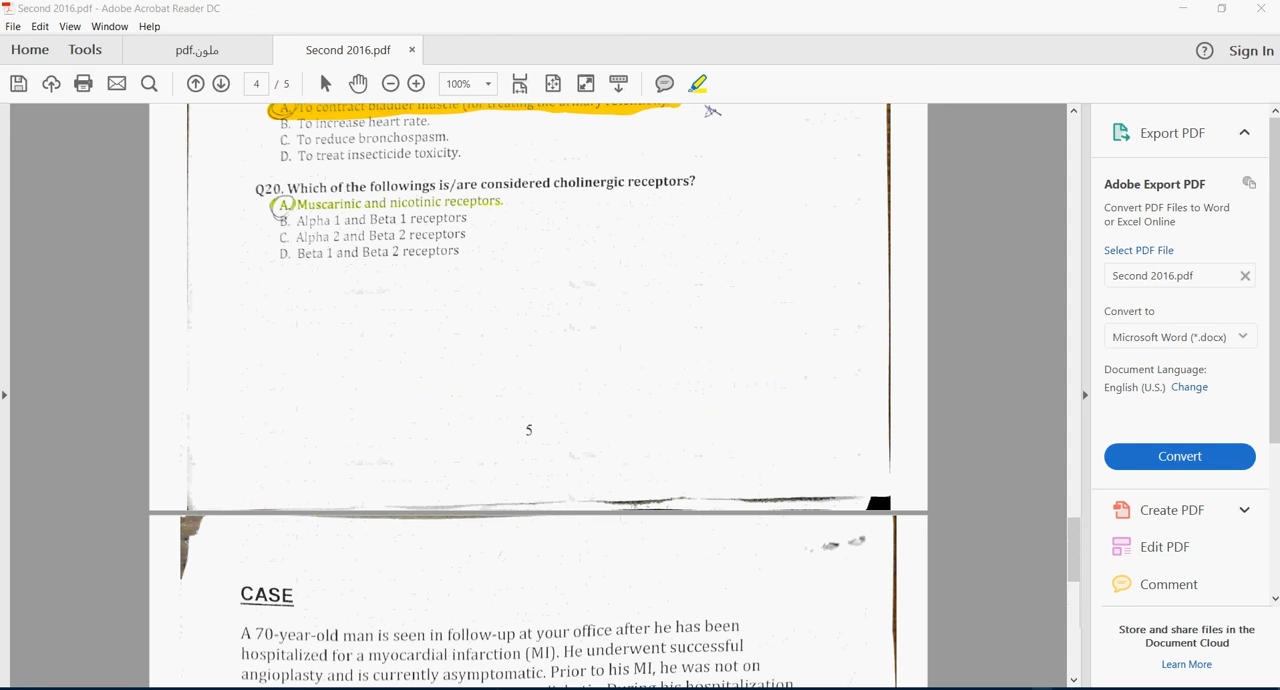 Second 2016.pdf - Adobe Acrobat Reader DC
File Edit View Window Help
Home Tools ملون.pdf Second 2016.pdf × ? Sign In
4 / 5 100%
A. To contract bladder muscle (for treating the urinary retention)
B. To increase heart rate.
C. To reduce bronchospasm.
D. To treat insecticide toxicity.
Q20. Which of the followings is/are considered cholinergic receptors?
A. Muscarinic and nicotinic receptors.
B. Alpha 1 and Beta 1 receptors
C. Alpha 2 and Beta 2 receptors
D. Beta 1 and Beta 2 receptors
5
CASE
A 70-year-old man is seen in follow-up at your office after he has been
hospitalized for a myocardial infarction (MI). He underwent successful
angioplasty and is currently asymptomatic. Prior to his MI, he was not on
During his hospitalization
Export PDF
Adobe Export PDF
Convert PDF Files to Word
or Excel Online
Select PDF File
Second 2016.pdf
Convert to
Microsoft Word (*.docx)
Document Language:
English (U.S.) Change
Convert
Create PDF
Edit PDF
Comment
Store and share files in the
Document Cloud
Learn More